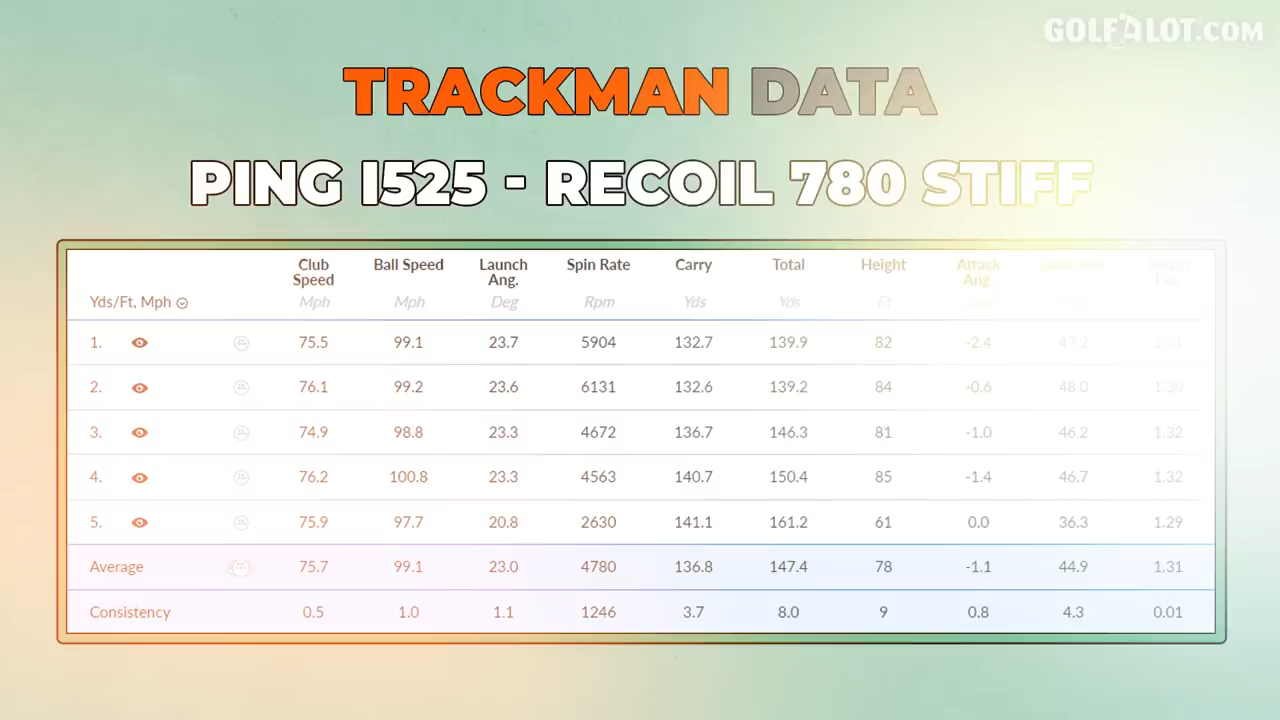 GOLFALOT.COM
TRACKMAN DATA
PING I525 - RECOIL 780 STIFF
Club Speed Ball Speed Launch Ang. Spin Rate Carry Total Height Attack Ang.
Yds/Ft, Mph Mph Mph Deg Rpm Yds Yds Ft
1. 75.5 99.1 23.7 5904 132.7 139.9 82 -2.4 47.2 1.31
2. 76.1 99.2 23.6 6131 132.6 139.2 84 -0.6 48.0 1.30
3. 74.9 98.8 23.3 4672 136.7 146.3 81 -1.0 46.2 1.32
4. 76.2 100.8 23.3 4563 140.7 150.4 85 -1.4 46.7 1.32
5. 75.9 97.7 20.8 2630 141.1 161.2 61 0.0 36.3 1.29
Average 75.7 99.1 23.0 4780 136.8 147.4 78 -1.1 44.9 1.31
Consistency 0.5 1.0 1.1 1246 3.7 8.0 9 0.8 4.3 0.01